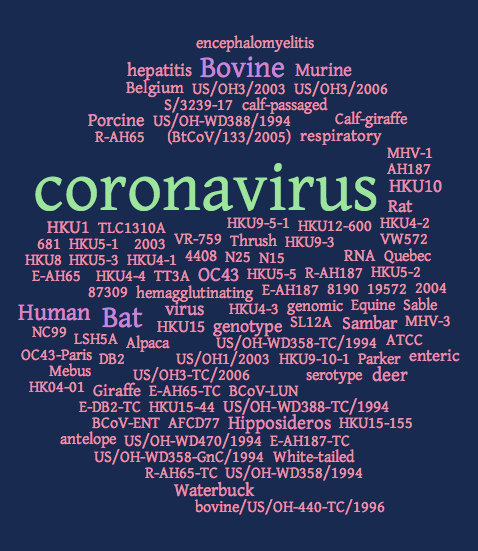 encephalomyelitis
hepatitis Bovine Murine
Belgium US/OH3/2003 US/OH3/2006
S/3239-17 calf-passaged
Porcine US/OH-WD388/1994 Calf-giraffe
R-AH65 (BtCoV/133/2005) respiratory
MHV-1
AH187
coronavirus HKU10
Rat
HKU1 TLC1310A HKU9-5-1 HKU12-600 HKU4-2
681 HKU5-1 2003 VR-759 Thrush HKU9-3 VW572
HKU8 HKU5-3 HKU4-1 4408 N25 N15 RNA Quebec
E-AH65 HKU4-4 TT3A OC43 HKU5-5 R-AH187 HKU5-2
87309 hemagglutinating E-AH187 8190 19572 2004
Human Bat virus HKU4-3 genomic Equine Sable
HKU15 genotype SL12A Sambar MHV-3
NC99 LSH5A Alpaca US/OH-WD358-TC/1994 ATCC
OC43-Paris DB2 US/OH1/2003 HKU9-10-1 Parker enteric
Mebus US/OH3-TC/2006 serotype deer
HK04-01 Giraffe E-AH65-TC BCoV-LUN
E-DB2-TC HKU15-44 US/OH-WD388-TC/1994
BCoV-ENT AFCD77 Hipposideros HKU15-155
antelope US/OH-WD470/1994 E-AH187-TC
US/OH-WD358-GnC/1994 White-tailed
R-AH65-TC US/OH-WD358/1994
Waterbuck
bovine/US/OH-440-TC/1996